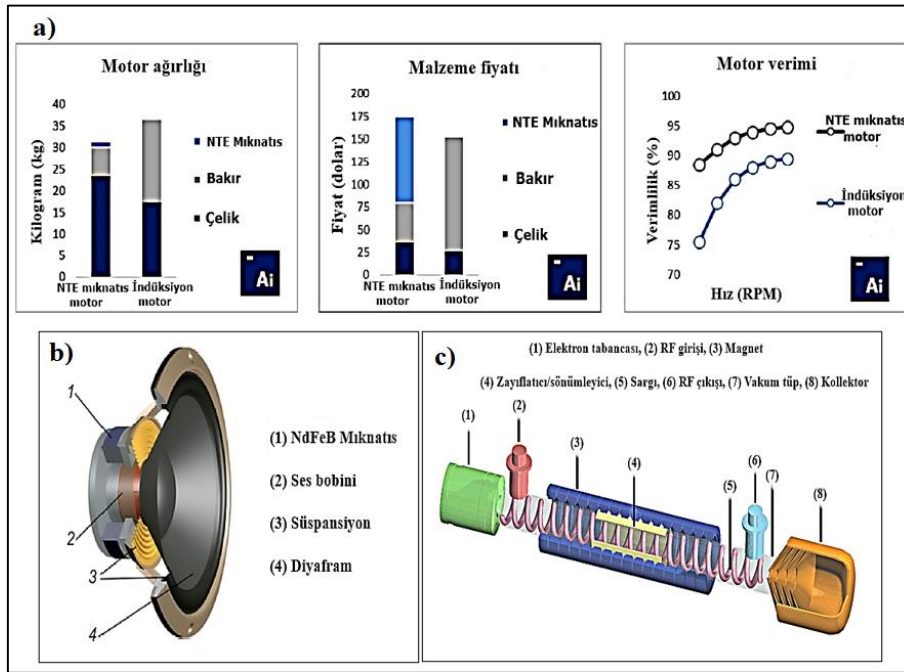 a)
Motor ağırlığı
Kilogram (kg)
40
35
30
25
20
15
10
5
0
NTE Mıknatıs
Bakır
Çelik
NTE mıknatıs
motor
İndüksiyon
motor
Ai
Malzeme fiyatı
Fiyat (dolar)
200
175
150
125
100
75
50
25
0
NTE Mıknatıs
Bakır
Çelik
NTE mıknatıs
motor
İndüksiyon
motor
Ai
Motor verimi
Verimlilik (%)
100
95
90
85
80
75
70
NTE mıknatıs
motor
İndüksiyon
motor
Hız (RPM)
Ai
b)
1
2
3
4
(1) NdFeB Mıknatıs
(2) Ses bobini
(3) Süspansiyon
(4) Diyafram
c)
(1) Elektron tabancası, (2) RF girişi, (3) Magnet
(4) Zayıflatıcı/sönümleyici, (5) Sargı, (6) RF çıkışı, (7) Vakum tüp, (8) Kollektor
(1)
(2)
(3)
(4)
(5)
(6)
(7)
(8)